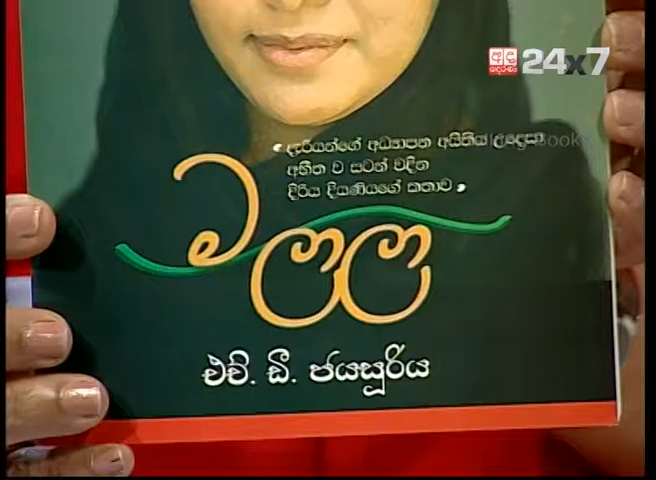 අද
දෙරණ
24x7
දැරියන්ගේ අධ්‍යාපන අයිතිය උදෙසා
අභීත ව සටන් වදින
දිරිය දියණියගේ කතාව
මලාලා
එච්. ඩී. ජයසූරිය